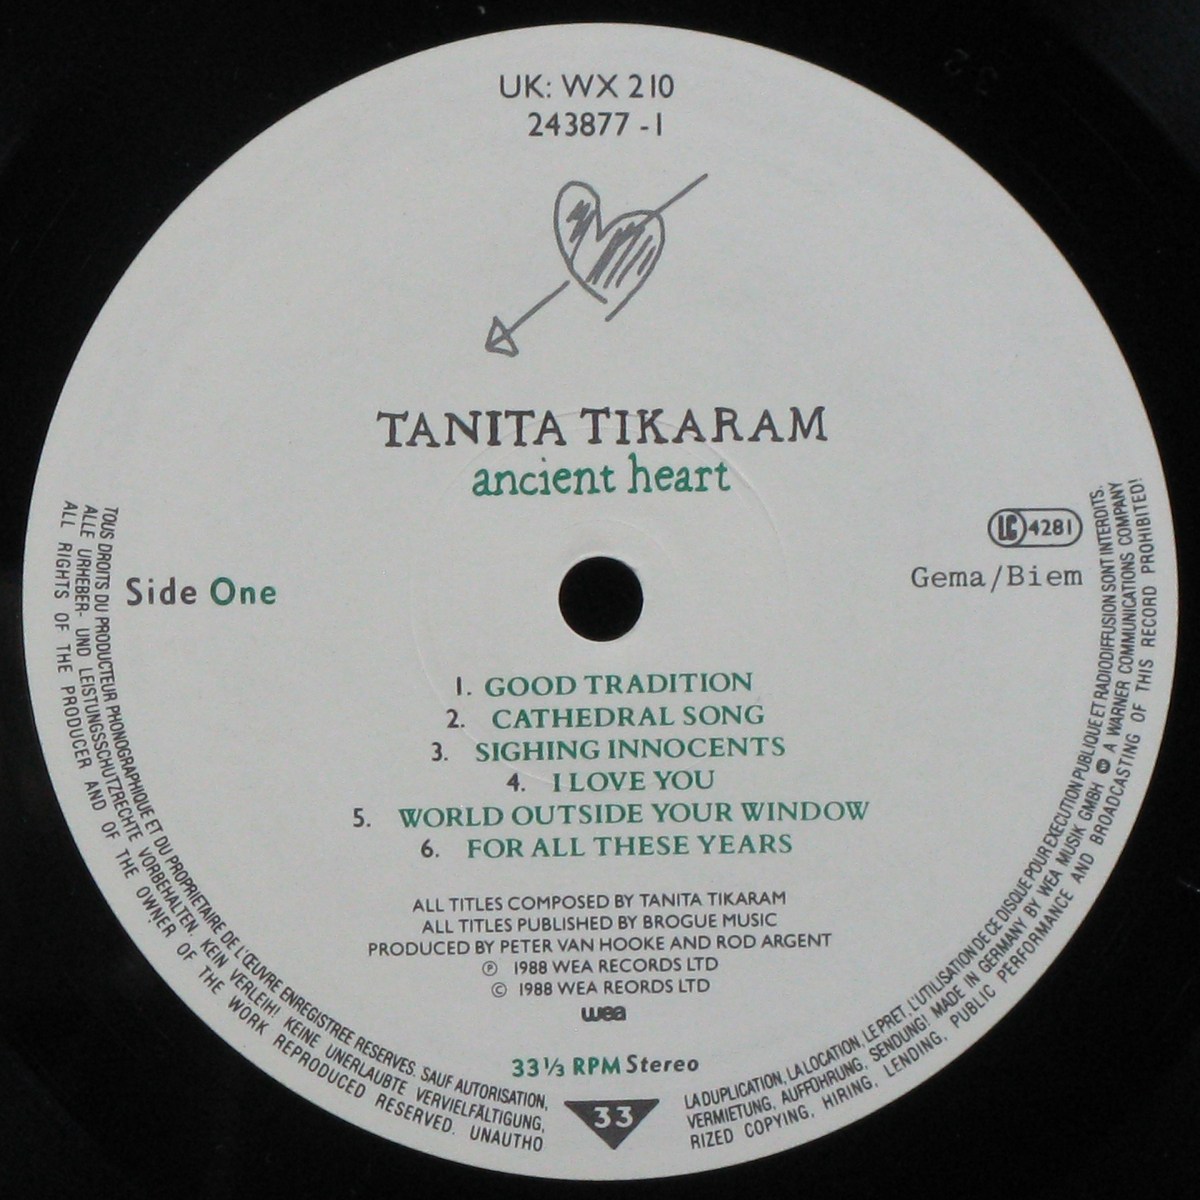 UK: WX 210
243877 - 1
TANITA TIKARAM
ancient heart
LC 4281
Side One
Gema/Biem
1. GOOD TRADITION
2. CATHEDRAL SONG
3. SIGHING INNOCENTS
4. I LOVE YOU
5. WORLD OUTSIDE YOUR WINDOW
6. FOR ALL THESE YEARS
ALL TITLES COMPOSED BY TANITA TIKARAM
ALL TITLES PUBLISHED BY BROGUE MUSIC
PRODUCED BY PETER VAN HOOKE AND ROD ARGENT
Ⓟ 1988 WEA RECORDS LTD
© 1988 WEA REORDS LTD
wea
33 1/3 RPM Stereo
33
TOUS DROITS DU PRODUCTEUR PHONOGRAPHIQUE ET DU PROPRIETAIRE DE L'ŒUVRE ENREGISTREE RESERVES. SAUF AUTORISATION, LA DUPLICATION, LA LOCATION, LE PRET, L'UTILISATION DE CE DISQUE POUR EXECUTION PUBLIQUE ET RADIODIFFUSION SONT INTERDITS.
ALLE URHEBER- UND LEISTUNGSSCHUTZRECHTE VORBEHALTEN. KEIN VERLEIH! KEINE UNERLAUBTE VERVIELFÄLTIGUNG, VERMIETUNG, AUFFÜHRUNG, SENDUNG! MADE IN GERMANY BY WEA MUSIK GMBH A WARNER COMMUNICATIONS COMPANY
ALL RIGHTS OF THE PRODUCER AND OF THE OWNER OF THE WORK REPRODUCED RESERVED. UNAUTHORIZED COPYING, HIRING, LENDING, PUBLIC PERFORMANCE AND BROADCASTING OF THIS RECORD PROHIBITED!